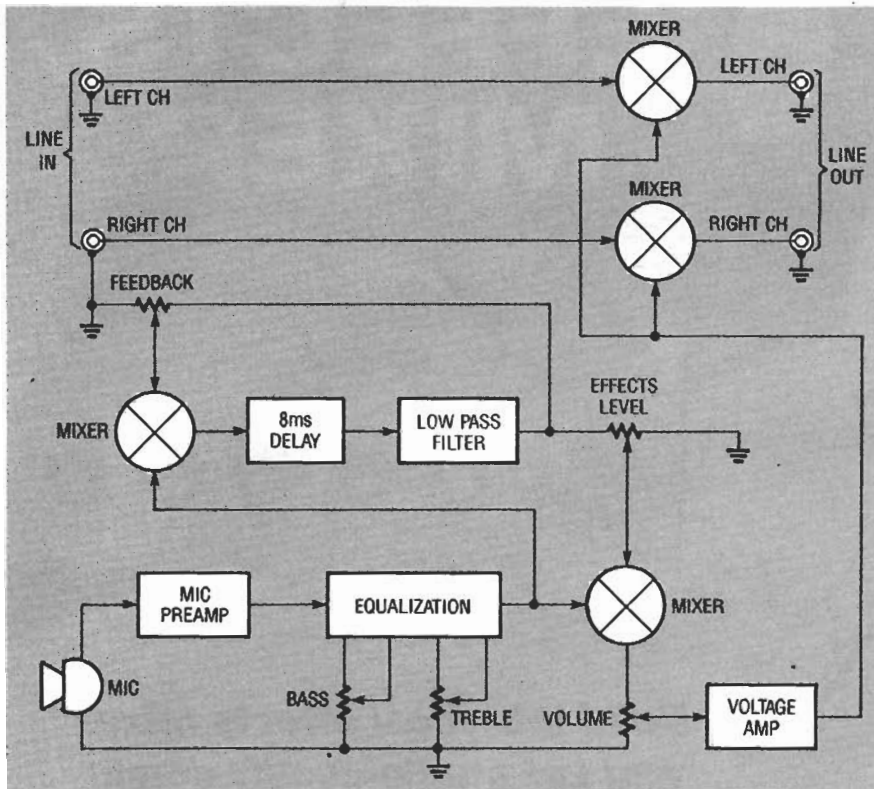 MIXER
LEFT CH
LEFT CH
LINE
IN
MIXER
LINE
OUT
RIGHT CH
RIGHT CH
FEEDBACK
EFFECTS
LEVEL
MIXER
8ms
DELAY
LOW PASS
FILTER
MIC
PREAMP
EQUALIZATION
MIXER
MIC
BASS
TREBLE
VOLUME
VOLTAGE
AMP